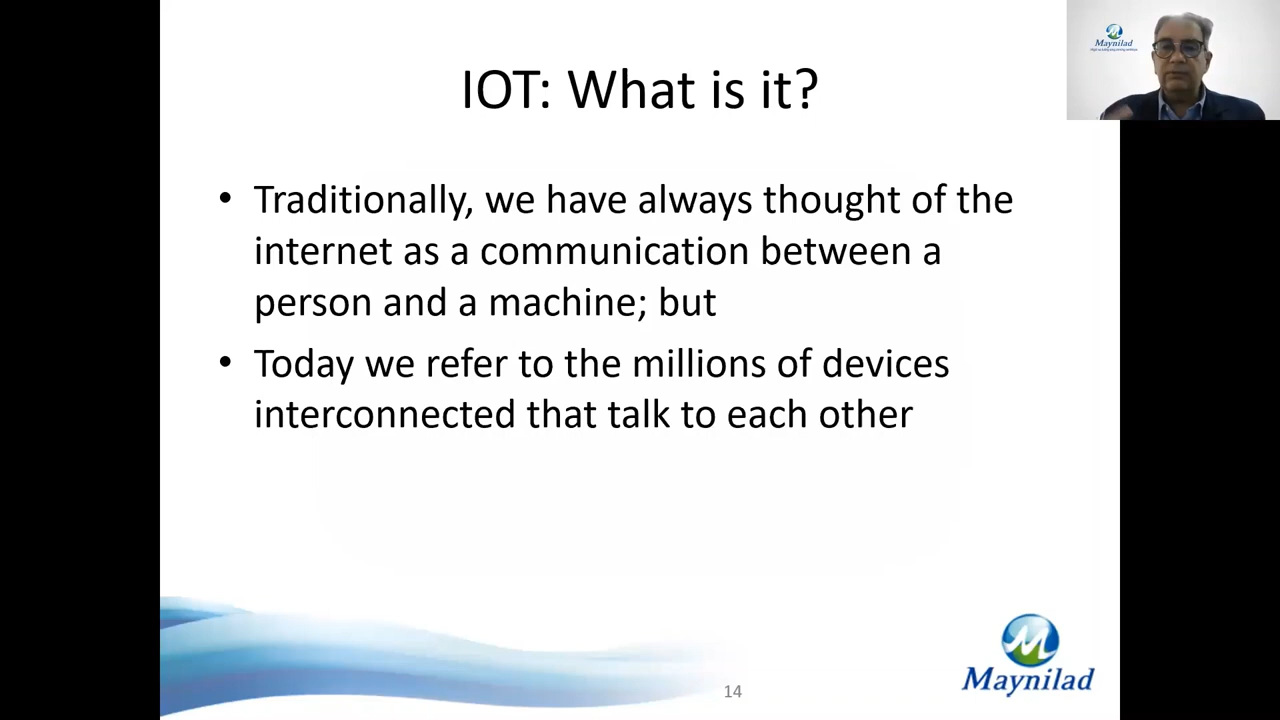 IOT: What is it?
• Traditionally, we have always thought of the
internet as a communication between a
person and a machine; but
• Today we refer to the millions of devices
interconnected that talk to each other
14
Maynilad
Maynilad